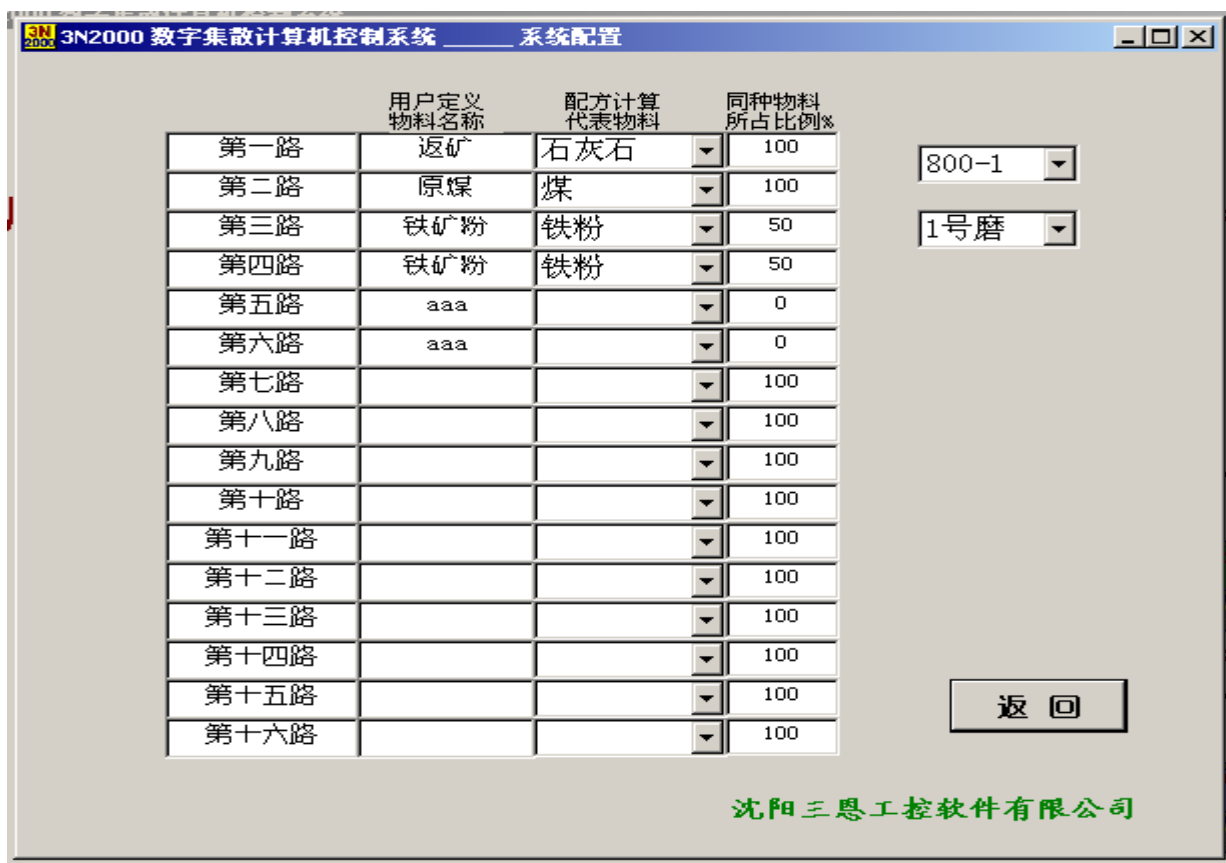 3N2000 3N2000 数字集散计算机控制系统 _____ 系统配置
用户定义 物料名称 配方计算 代表物料 同种物料 所占比例%
第一路 返矿 石灰石 100
第二路 原煤 煤 100
第三路 铁矿粉 铁粉 50
第四路 铁矿粉 铁粉 50
第五路 aaa 0
第六路 aaa 0
第七路 100
第八路 100
第九路 100
第十路 100
第十一路 100
第十二路 100
第十三路 100
第十四路 100
第十五路 100
第十六路 100
800-1
1号磨
返 回
沈阳三恩工控软件有限公司